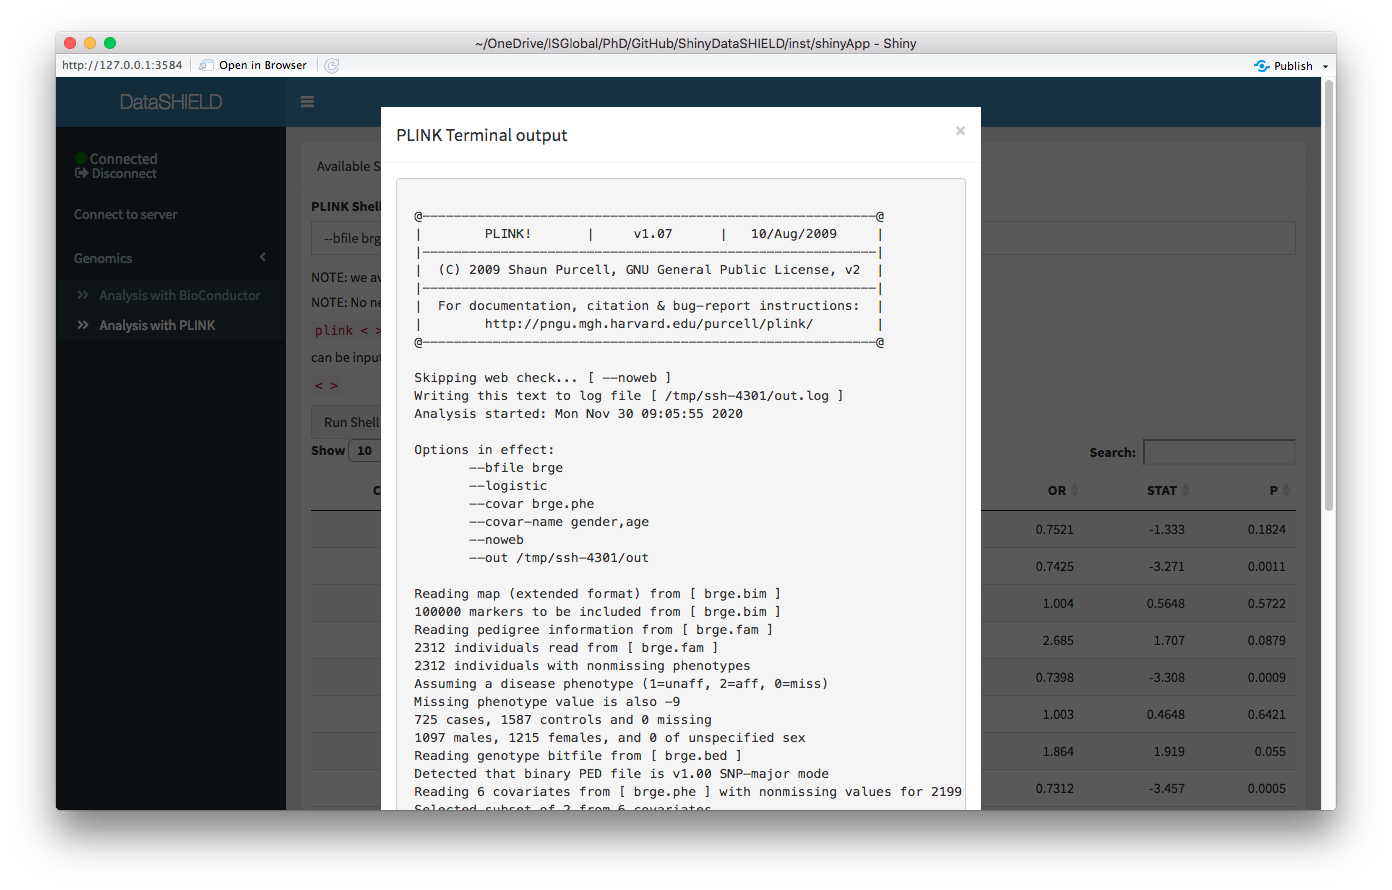 ~/OneDrive/ISGlobal/PhD/GitHub/ShinyDataSHIELD/inst/shinyApp - Shiny
http://127.0.0.1:3584 Open in Browser Publish
DataSHIELD
Connected
Disconnect
Connect to server
Genomics
Analysis with BioConductor
Analysis with PLINK
Available S
PLINK Shell
--bfile brg
NOTE: we av
NOTE: No ne
plink < >
can be input
< >
Run Shell
Show 10
Search:
OR STAT P
0.7521 -1.333 0.1824
0.7425 -3.271 0.0011
1.004 0.5648 0.5722
2.685 1.707 0.0879
0.7398 -3.308 0.0009
1.003 0.4648 0.6421
1.864 1.919 0.055
0.7312 -3.457 0.0005
PLINK Terminal output ×
@----------------------------------------------------------@
| PLINK! | v1.07 | 10/Aug/2009 |
|----------------------------------------------------------|
| (C) 2009 Shaun Purcell, GNU General Public License, v2 |
|----------------------------------------------------------|
| For documentation, citation & bug-report instructions: |
| http://pngu.mgh.harvard.edu/purcell/plink/ |
@----------------------------------------------------------@
Skipping web check... [ --noweb ]
Writing this text to log file [ /tmp/ssh-4301/out.log ]
Analysis started: Mon Nov 30 09:05:55 2020
Options in effect:
--bfile brge
--logistic
--covar brge.phe
--covar-name gender,age
--noweb
--out /tmp/ssh-4301/out
Reading map (extended format) from [ brge.bim ]
100000 markers to be included from [ brge.bim ]
Reading pedigree information from [ brge.fam ]
2312 individuals read from [ brge.fam ]
2312 individuals with nonmissing phenotypes
Assuming a disease phenotype (1=unaff, 2=aff, 0=miss)
Missing phenotype value is also -9
725 cases, 1587 controls and 0 missing
1097 males, 1215 females, and 0 of unspecified sex
Reading genotype bitfile from [ brge.bed ]
Detected that binary PED file is v1.00 SNP-major mode
Reading 6 covariates from [ brge.phe ] with nonmissing values for 2199
Selected subset of 2 from 6 covariates